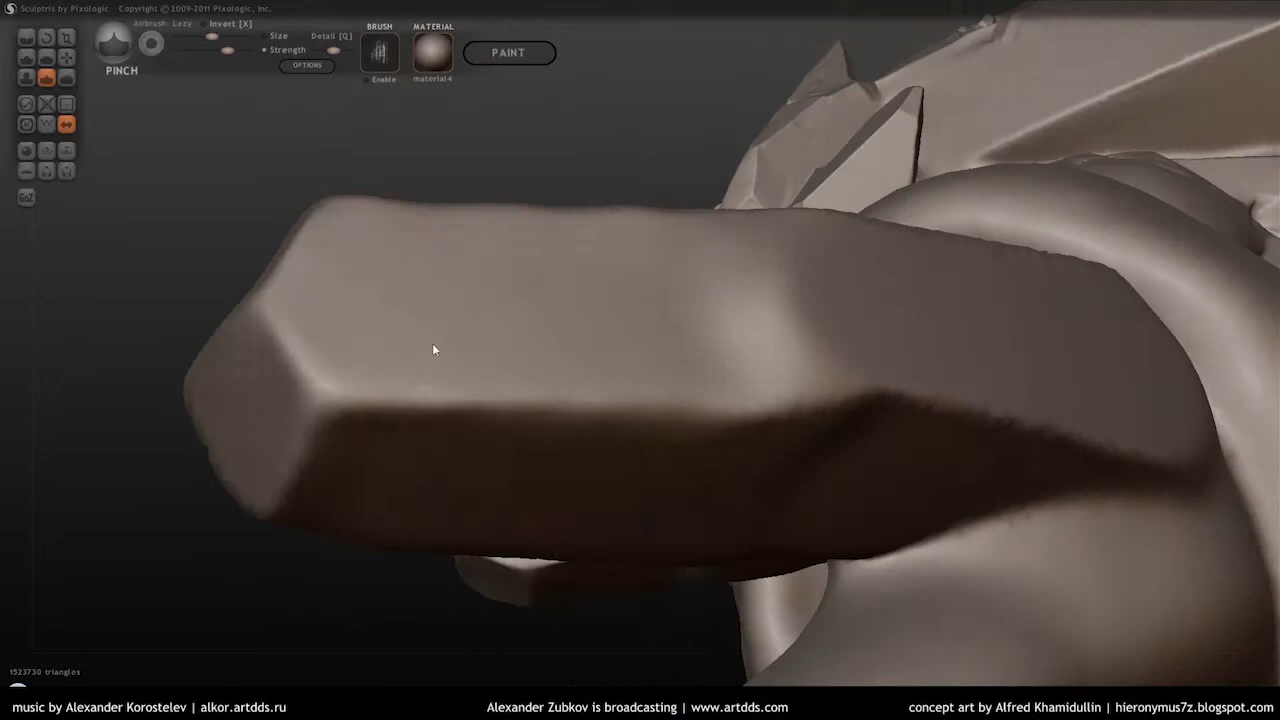 Sculptris by Pixologic Copyright © 2009-2011 Pixologic, Inc.
Airbrush Lazy Invert [X]
Size Detail [Q]
Strength
OPTIONS
PINCH
BRUSH
Enable
MATERIAL
material4
PAINT
GoZ
1523730 triangles
music by Alexander Korostelev | alkor.artdds.ru
Alexander Zubkov is broadcasting | www.artdds.com
concept art by Alfred Khamidullin | hieronymus7z.blogspot.com